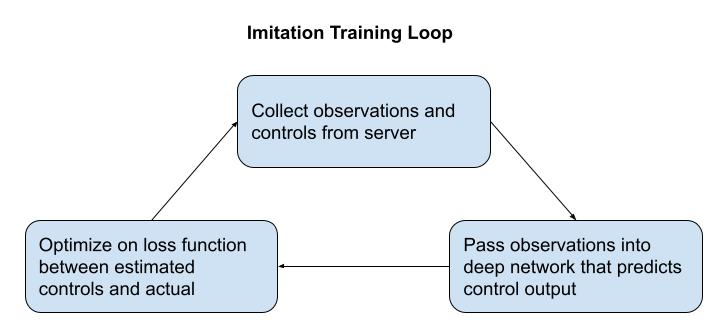 Imitation Training Loop
Collect observations and
controls from server
Pass observations into
deep network that predicts
control output
Optimize on loss function
between estimated
controls and actual